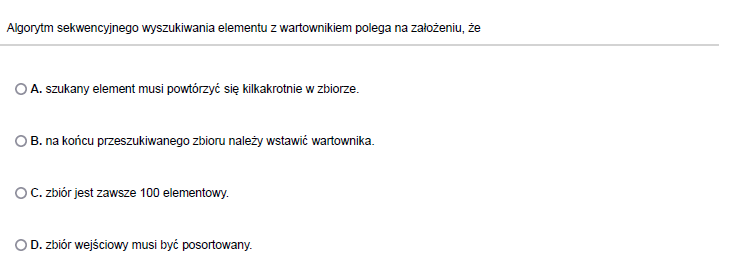 Algorytm sekwencyjnego wyszukiwania elementu z wartownikiem polega na założeniu, że
A. szukany element musi powtórzyć się kilkakrotnie w zbiorze.
B. na końcu przeszukiwanego zbioru należy wstawić wartownika.
C. zbiór jest zawsze 100 elementowy.
D. zbiór wejściowy musi być posortowany.